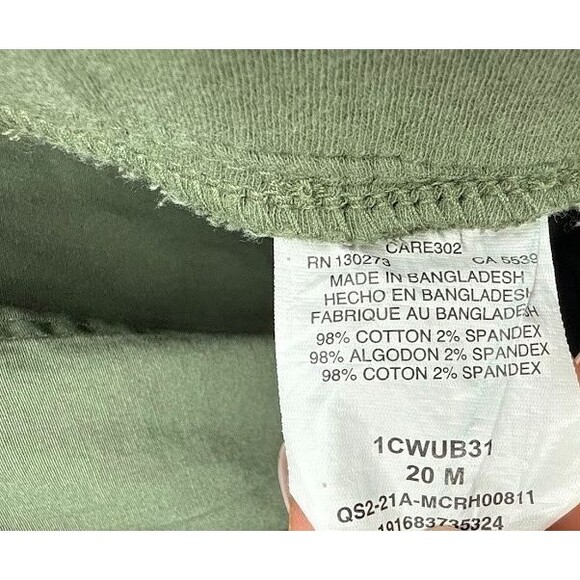 CARE302
RN 130273 CA 5539
MADE IN BANGLADESH
HECHO EN BANGLADESH
FABRIQUE AU BANGLADESH
98% COTTON 2% SPANDEX
98% ALGODON 2% SPANDEX
98% COTON 2% SPANDEX
1CWUB31
20 M
QS2-21A-MCRH00811
191683735324